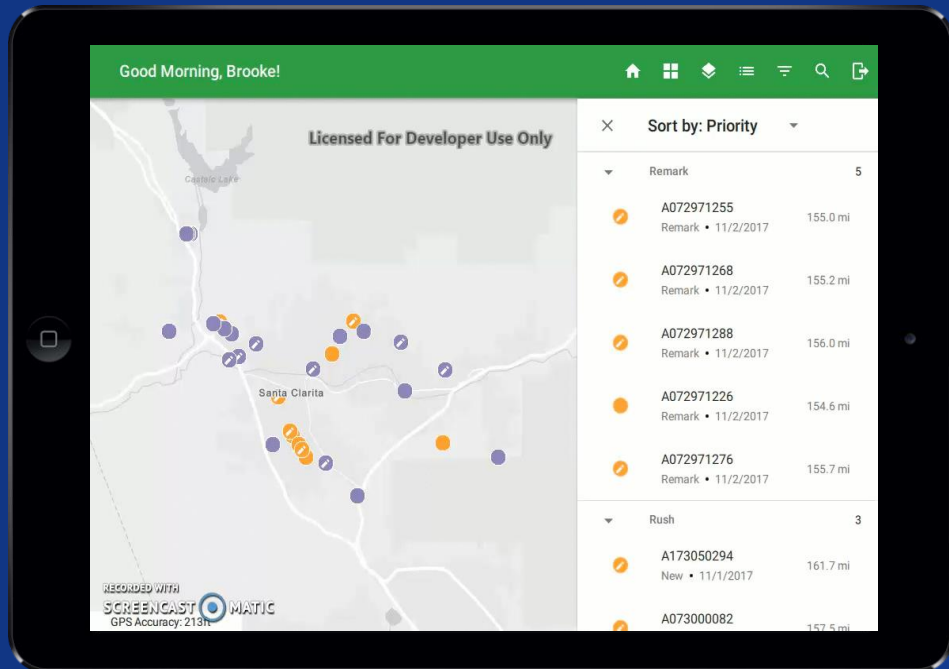 Good Morning, Brooke!
Licensed For Developer Use Only
Castaic Lake
Santa Clarita
RECORDED WITH
SCREENCAST MATIC
GPS Accuracy: 213ft
Sort by: Priority
Remark 5
A072971255
Remark • 11/2/2017 155.0 mi
A072971268
Remark • 11/2/2017 155.2 mi
A072971288
Remark • 11/2/2017 156.0 mi
A072971226
Remark • 11/2/2017 154.6 mi
A072971276
Remark • 11/2/2017 155.7 mi
Rush 3
A173050294
New • 11/1/2017 161.7 mi
A073000082
157.5 mi